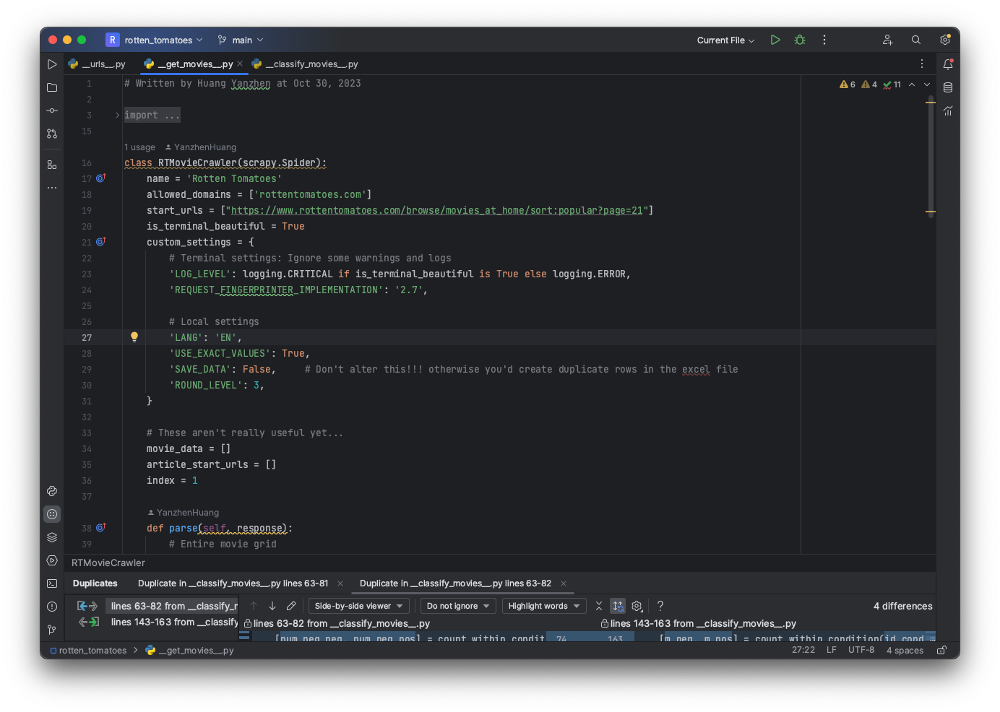 R rotten_tomatoes main Current File
__urls__.py __get_movies__.py __classify_movies__.py
1 # Written by Huang Yanzhen at Oct 30, 2023 6 4 11
2
3 import ...
15
1 usage YanzhenHuang
16 class RTMovieCrawler(scrapy.Spider):
17 name = 'Rotten Tomatoes'
18 allowed_domains = ['rottentomatoes.com']
19 start_urls = ["https://www.rottentomatoes.com/browse/movies_at_home/sort:popular?page=21"]
20 is_terminal_beautiful = True
21 custom_settings = {
22 # Terminal settings: Ignore some warnings and logs
23 'LOG_LEVEL': logging.CRITICAL if is_terminal_beautiful is True else logging.ERROR,
24 'REQUEST_FINGERPRINTER_IMPLEMENTATION': '2.7',
25
26 # Local settings
27 'LANG': 'EN',
28 'USE_EXACT_VALUES': True,
29 'SAVE_DATA': False, # Don't alter this!!! otherwise you'd create duplicate rows in the excel file
30 'ROUND_LEVEL': 3,
31 }
32
33 # These aren't really useful yet...
34 movie_data = []
35 article_start_urls = []
36 index = 1
37
YanzhenHuang
38 def parse(self, response):
39 # Entire movie grid
RTMovieCrawler
Duplicates Duplicate in __classify_movies__.py lines 63-81 Duplicate in __classify_movies__.py lines 63-82
lines 63-82 from __classify_r Side-by-side viewer Do not ignore Highlight words ? 4 differences
lines 143-163 from __classify lines 63-82 from __classify_movies__.py lines 143-163 from __classify_movies__.py
[num_neg_neg, num_neg_pos] = count_within_condit 74 163 [m_neg, m_pos] = count_within_condition(id_cond
rotten_tomatoes __get_movies__.py 27:22 LF UTF-8 4 spaces